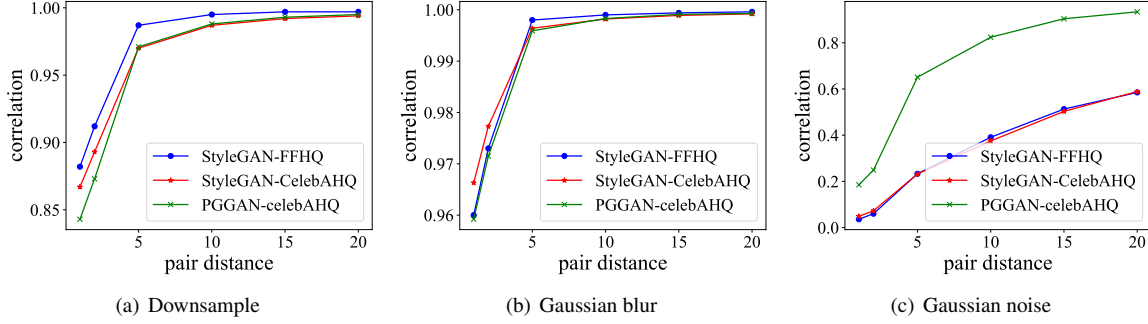 1.00
0.95
0.90
0.85
correlation
5 10 15 20
pair distance
StyleGAN-FFHQ
StyleGAN-CelebAHQ
PGGAN-celebAHQ
(a) Downsample
1.00
0.99
0.98
0.97
0.96
correlation
5 10 15 20
pair distance
StyleGAN-FFHQ
StyleGAN-CelebAHQ
PGGAN-celebAHQ
(b) Gaussian blur
0.8
0.6
0.4
0.2
0.0
correlation
5 10 15 20
pair distance
StyleGAN-FFHQ
StyleGAN-CelebAHQ
PGGAN-celebAHQ
(c) Gaussian noise